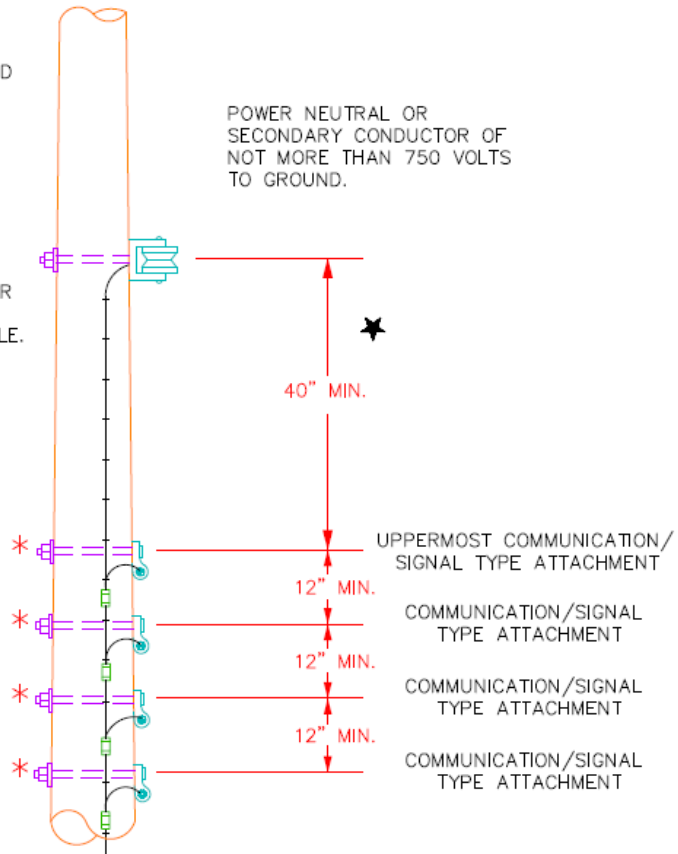 D
POWER NEUTRAL OR
SECONDARY CONDUCTOR OF
NOT MORE THAN 750 VOLTS
TO GROUND.
R
LE.
40" MIN.
UPPERMOST COMMUNICATION/
SIGNAL TYPE ATTACHMENT
12" MIN.
COMMUNICATION/SIGNAL
TYPE ATTACHMENT
12" MIN.
COMMUNICATION/SIGNAL
TYPE ATTACHMENT
12" MIN.
COMMUNICATION/SIGNAL
TYPE ATTACHMENT